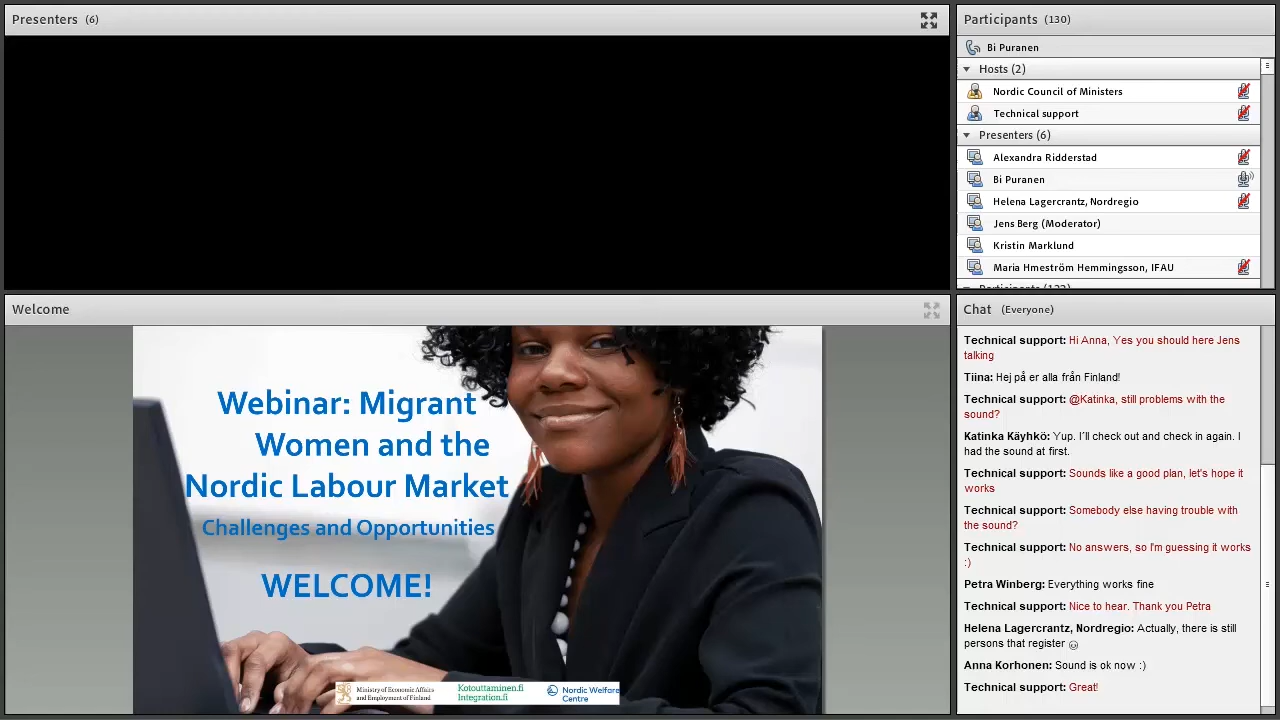 Presenters (6)
Participants (130)
Bi Puranen
Hosts (2)
Nordic Council of Ministers
Technical support
Presenters (6)
Alexandra Ridderstad
Bi Puranen
Helena Lagercrantz, Nordregio
Jens Berg (Moderator)
Kristin Marklund
Maria Hmeström Hemmingsson, IFAU
Welcome
Webinar: Migrant
Women and the
Nordic Labour Market
Challenges and Opportunities
WELCOME!
Ministry of Economic Affairs
and Employment of Finland
Kotouttaminen.fi
Integration.fi
Nordic Welfare
Centre
Chat (Everyone)
Technical support: Hi Anna, Yes you should here Jens
talking
Tiina: Hej på er alla från Finland!
Technical support: @Katinka, still problems with the
sound?
Katinka Käyhkö: Yup. I'll check out and check in again. I
had the sound at first.
Technical support: Sounds like a good plan, let's hope it
works
Technical support: Somebody else having trouble with
the sound?
Technical support: No answers, so I'm guessing it works
:)
Petra Winberg: Everything works fine
Technical support: Nice to hear. Thank you Petra
Helena Lagercrantz, Nordregio: Actually, there is still
persons that register
Anna Korhonen: Sound is ok now :)
Technical support: Great!